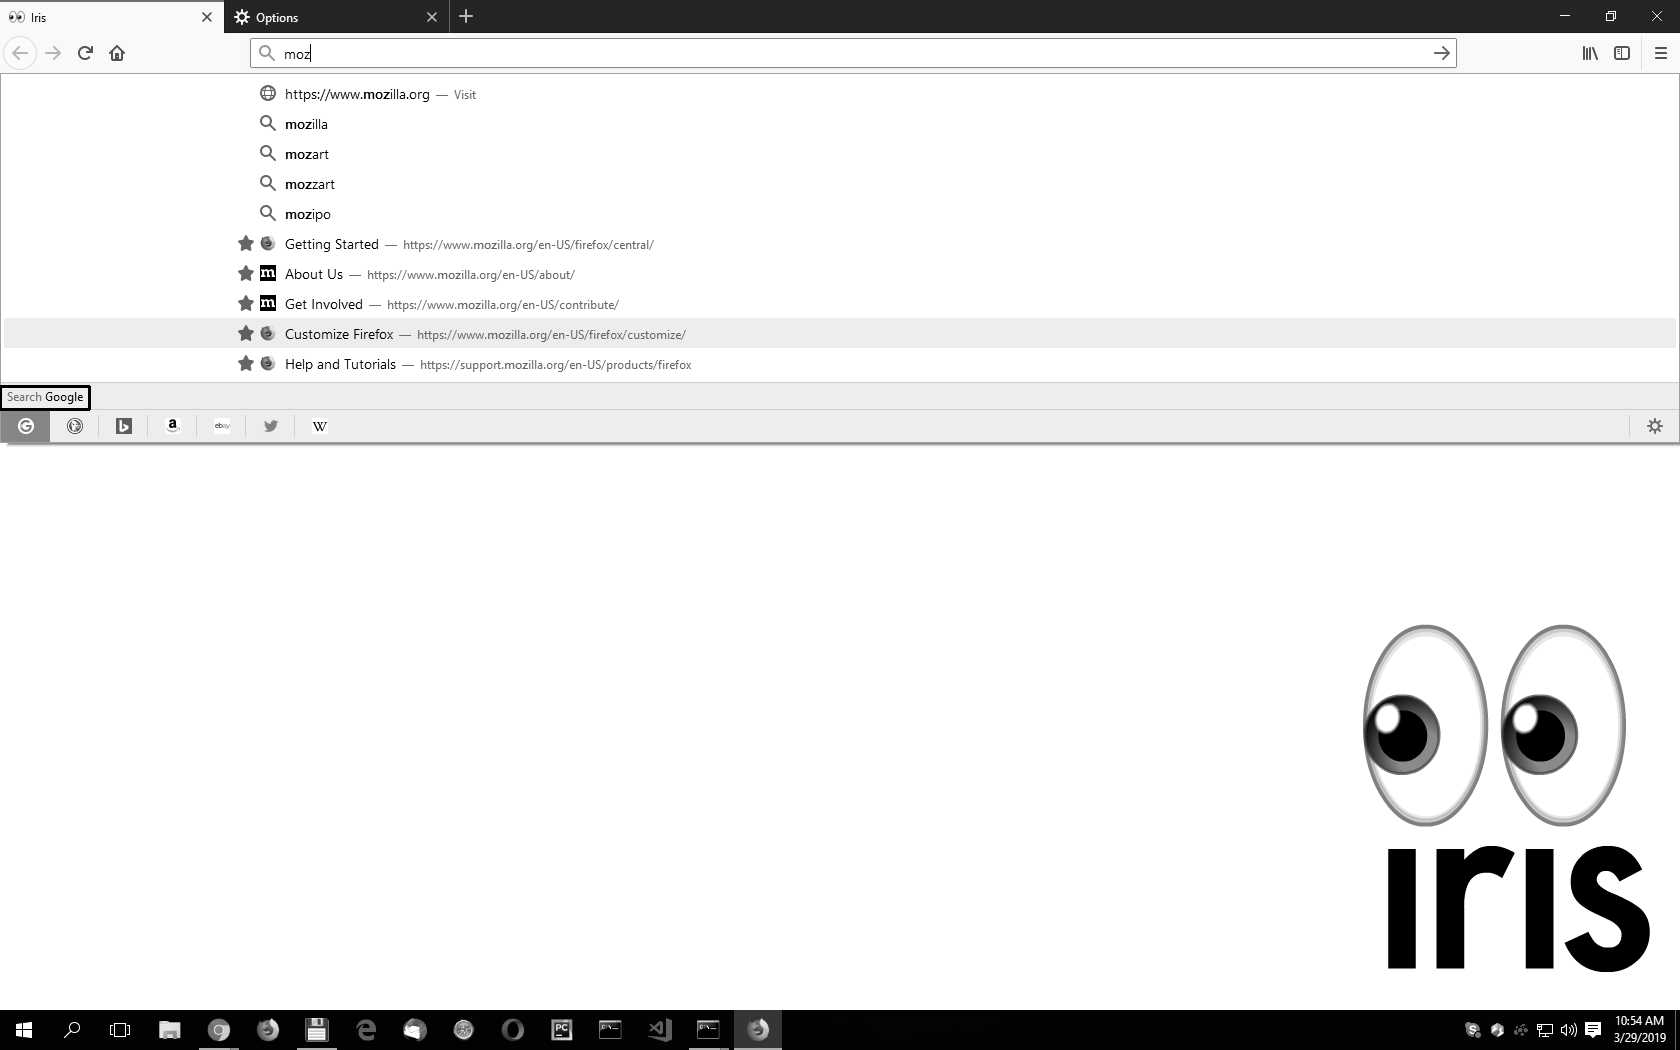 Iris
Options
moz
https://www.mozilla.org — Visit
mozilla
mozart
mozzart
mozipo
Getting Started — https://www.mozilla.org/en-US/firefox/central/
m About Us — https://www.mozilla.org/en-US/about/
m Get Involved — https://www.mozilla.org/en-US/contribute/
Customize Firefox — https://www.mozilla.org/en-US/firefox/customize/
Help and Tutorials — https://support.mozilla.org/en-US/products/firefox
Search Google
G b a ebay W
iris
PC
10:54 AM
3/29/2019